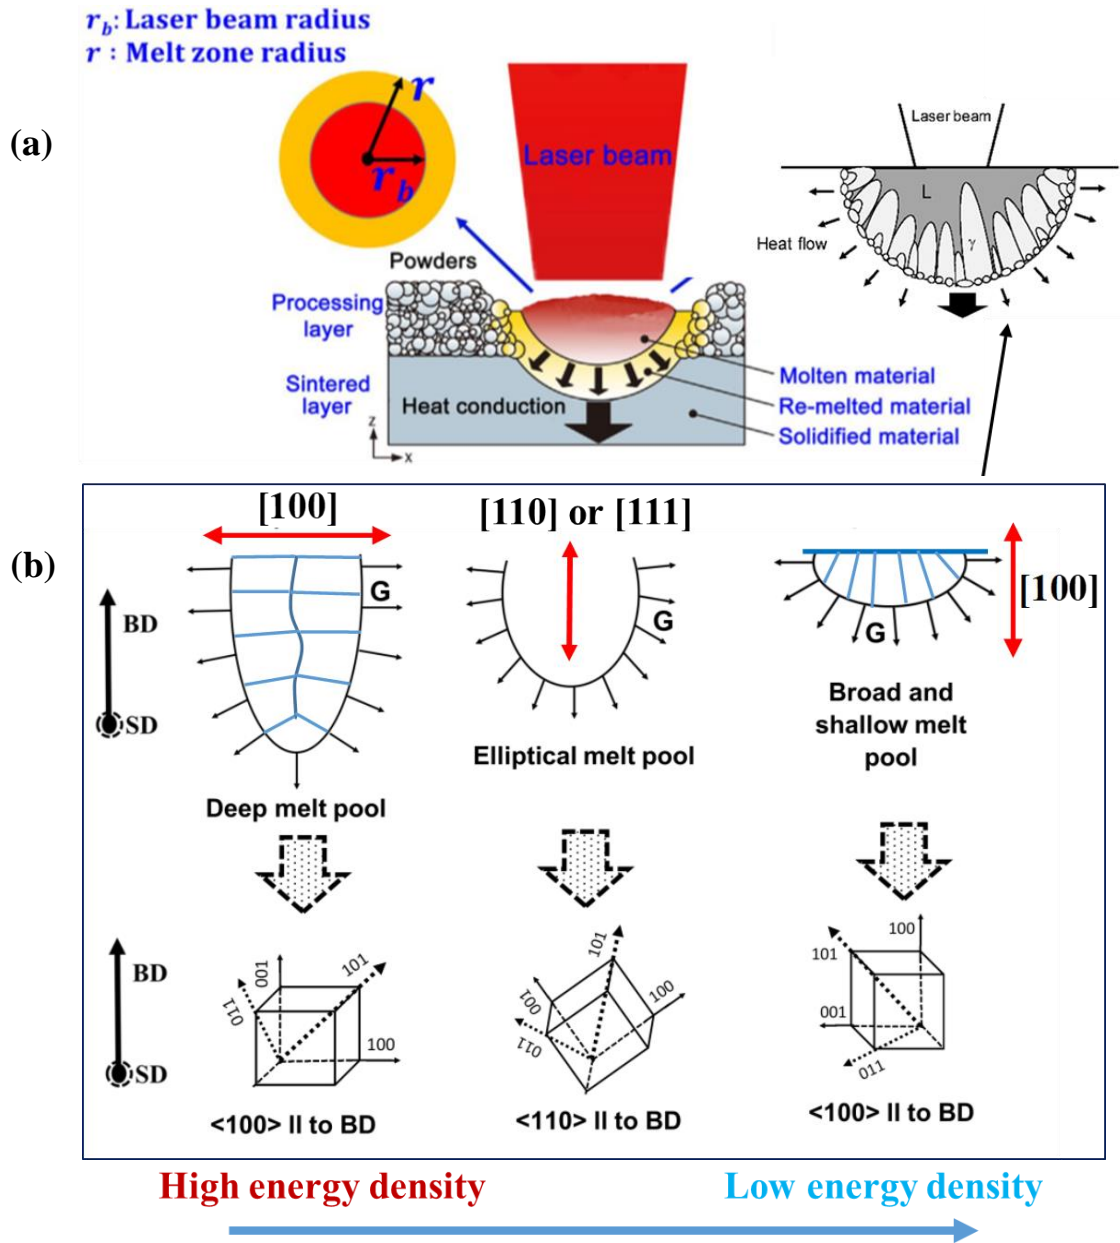 r_b: Laser beam radius
r : Melt zone radius
(a)
r
r_b
Laser beam
Powders
Processing
layer
Sintered
layer
Heat conduction
z
x
Molten material
Re-melted material
Solidified material
Laser beam
L
γ
Heat flow
(b)
[100]
[110] or [111]
[100]
BD
SD
G
G
G
Deep melt pool
Elliptical melt pool
Broad and
shallow melt
pool
BD
SD
001
101
011
100
101
001
100
011
100
101
001
011
<100> II to BD
<110> II to BD
<100> II to BD
High energy density
Low energy density